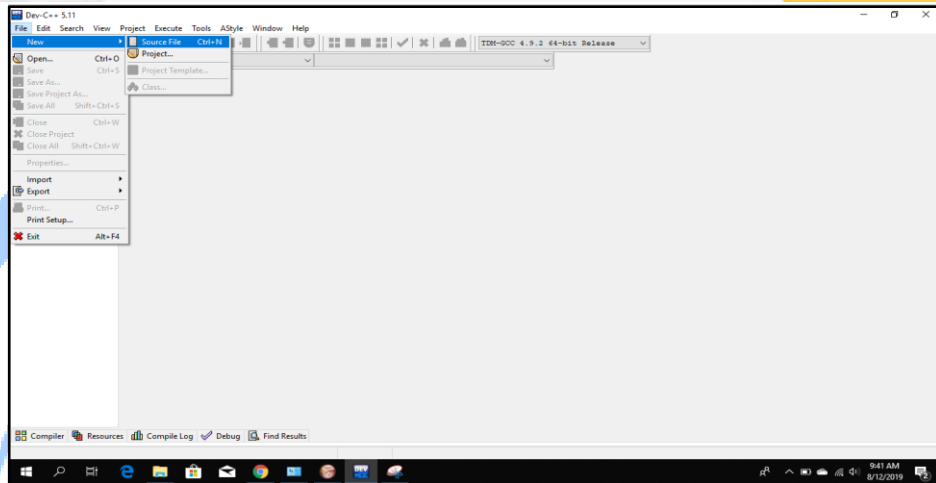 Dev-C++ 5.11
File Edit Search View Project Execute Tools AStyle Window Help
New
Source File Ctrl+N
Project...
Project Template...
Class...
TDM-GCC 4.9.2 64-bit Release
Open... Ctrl+O
Save Ctrl+S
Save As...
Save Project As...
Save All Shift+Ctrl+S
Close Ctrl+W
Close Project
Close All Shift+Ctrl+W
Properties...
Import
Export
Print... Ctrl+P
Print Setup...
Exit Alt+F4
Compiler Resources Compile Log Debug Find Results
9:41 AM
8/12/2019